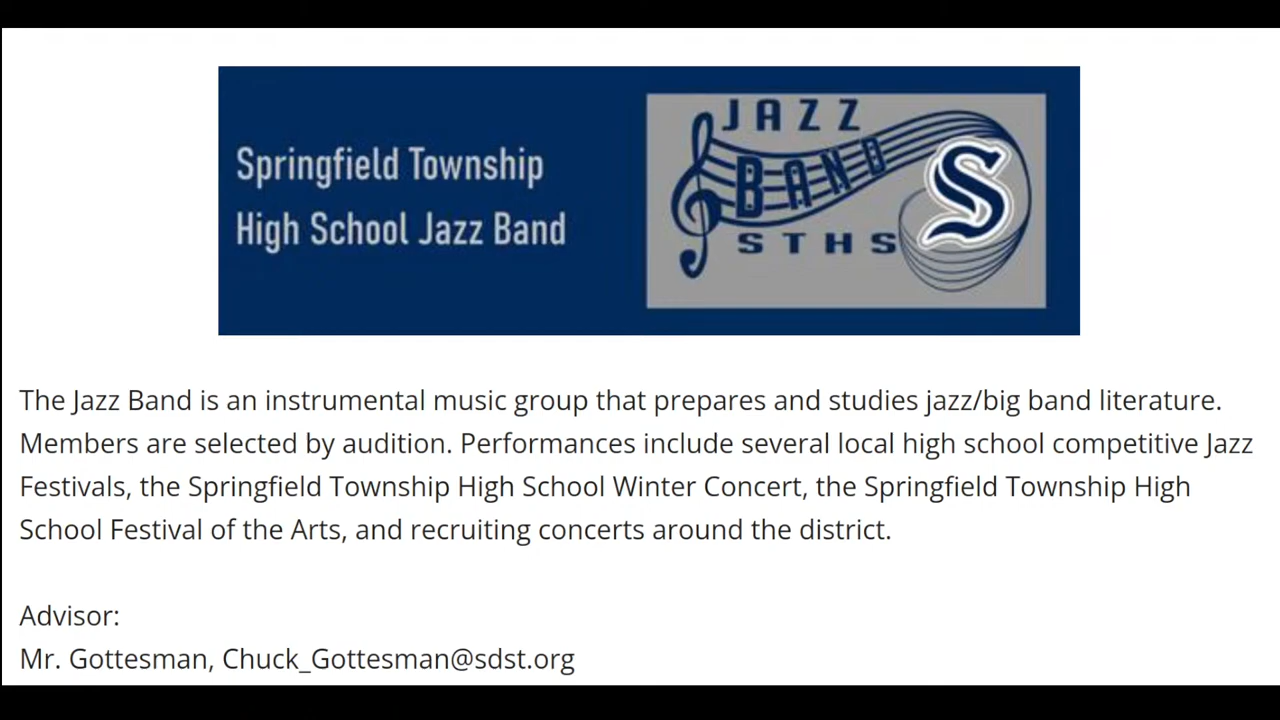 Springfield Township
High School Jazz Band
JAZZ
BAND
STHS
S
The Jazz Band is an instrumental music group that prepares and studies jazz/big band literature.
Members are selected by audition. Performances include several local high school competitive Jazz
Festivals, the Springfield Township High School Winter Concert, the Springfield Township High
School Festival of the Arts, and recruiting concerts around the district.
Advisor:
Mr. Gottesman, Chuck_Gottesman@sdst.org